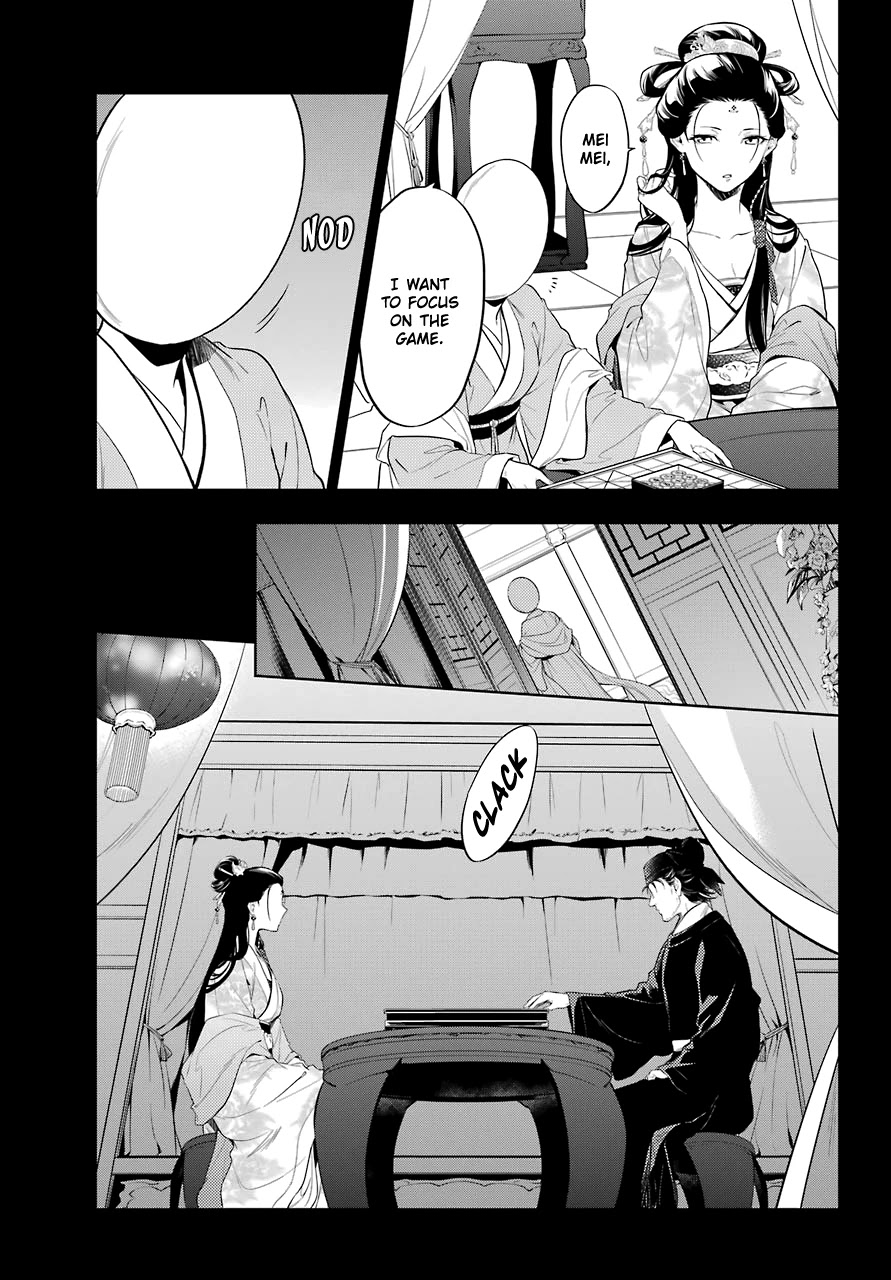 MEI
MEI,
I WANT
TO FOCUS
ON THE
GAME.
NOD
CLACK